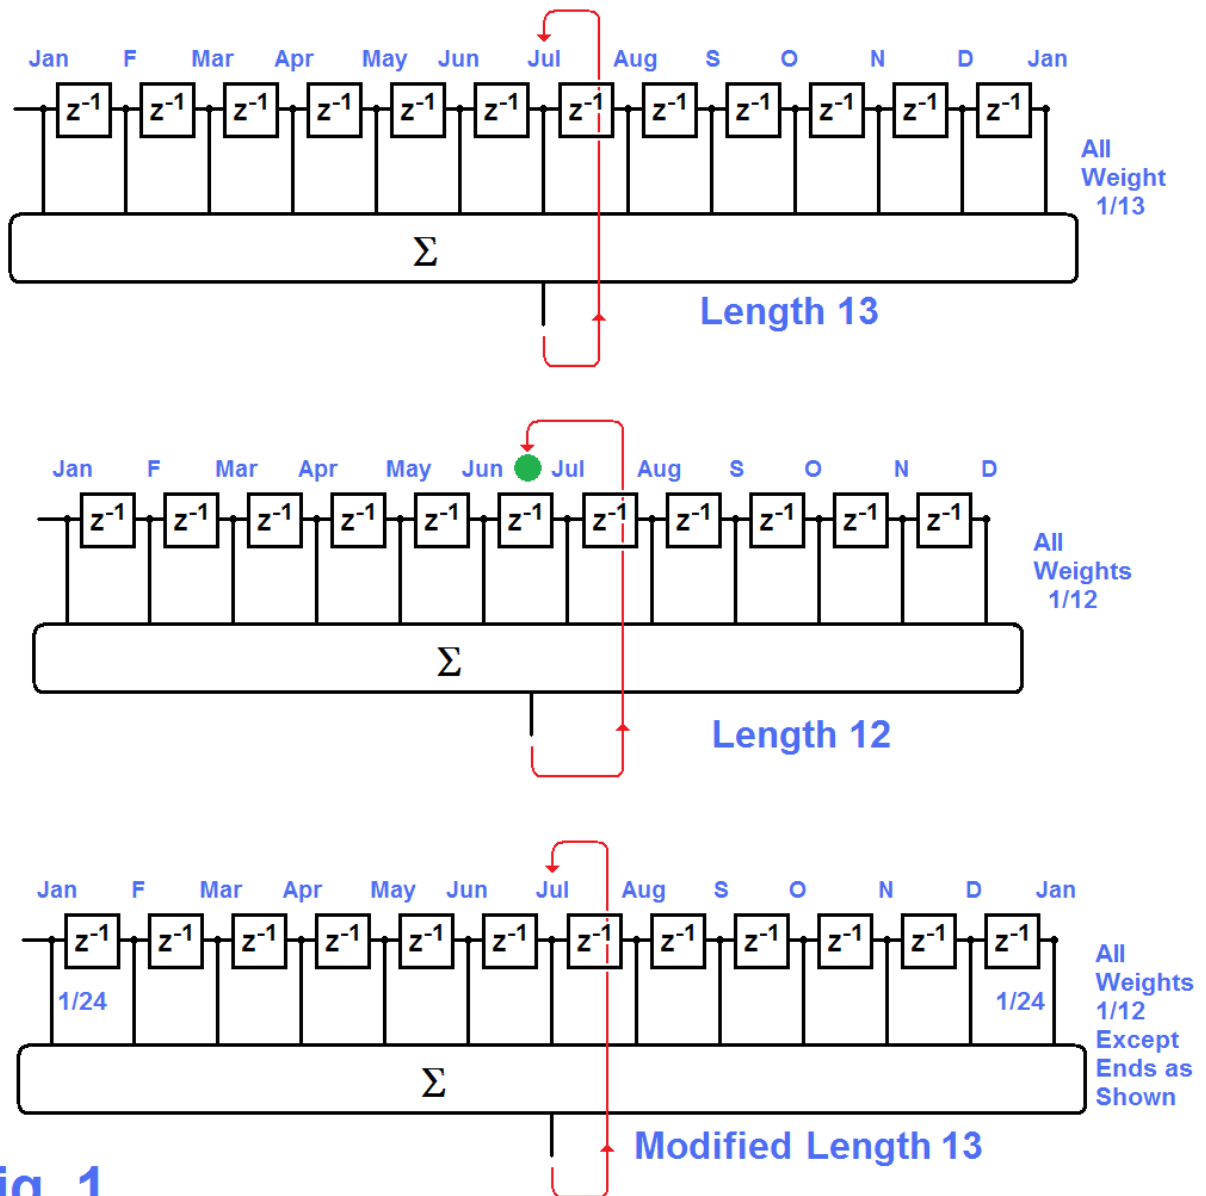 Jan F Mar Apr May Jun Jul Aug S O N D Jan
z⁻¹ z⁻¹ z⁻¹ z⁻¹ z⁻¹ z⁻¹ z⁻¹ z⁻¹ z⁻¹ z⁻¹ z⁻¹ z⁻¹
All
Weight
1/13
Σ
Length 13
Jan F Mar Apr May Jun Jul Aug S O N D
z⁻¹ z⁻¹ z⁻¹ z⁻¹ z⁻¹ z⁻¹ z⁻¹ z⁻¹ z⁻¹ z⁻¹ z⁻¹
All
Weights
1/12
Σ
Length 12
Jan F Mar Apr May Jun Jul Aug S O N D Jan
z⁻¹ z⁻¹ z⁻¹ z⁻¹ z⁻¹ z⁻¹ z⁻¹ z⁻¹ z⁻¹ z⁻¹ z⁻¹ z⁻¹
1/24 1/24
All
Weights
1/12
Except
Ends as
Shown
Σ
Modified Length 13
ig. 1